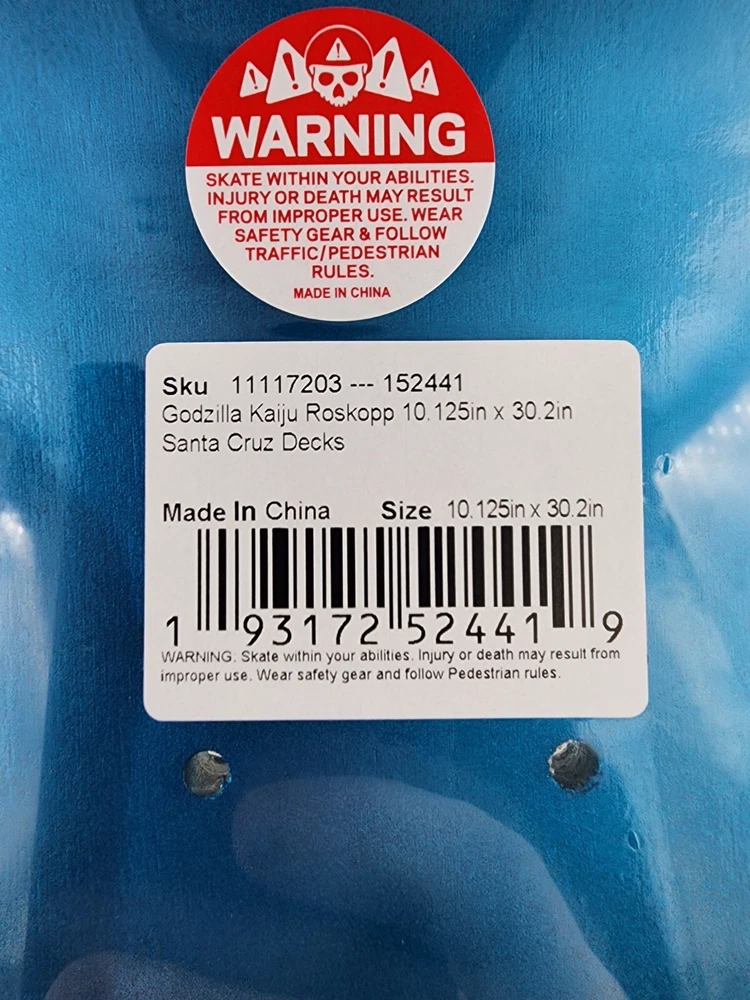 WARNING
SKATE WITHIN YOUR ABILITIES.
INJURY OR DEATH MAY RESULT
FROM IMPROPER USE. WEAR
SAFETY GEAR & FOLLOW
TRAFFIC/PEDESTRIAN
RULES.
MADE IN CHINA
Sku 11117203 --- 152441
Godzilla Kaiju Roskopp 10.125in x 30.2in
Santa Cruz Decks
Made In China Size 10.125in x 30.2in
1 93172 52441 9
WARNING: Skate within your abilities. Injury or death may result from
improper use. Wear safety gear and follow Pedestrian rules.